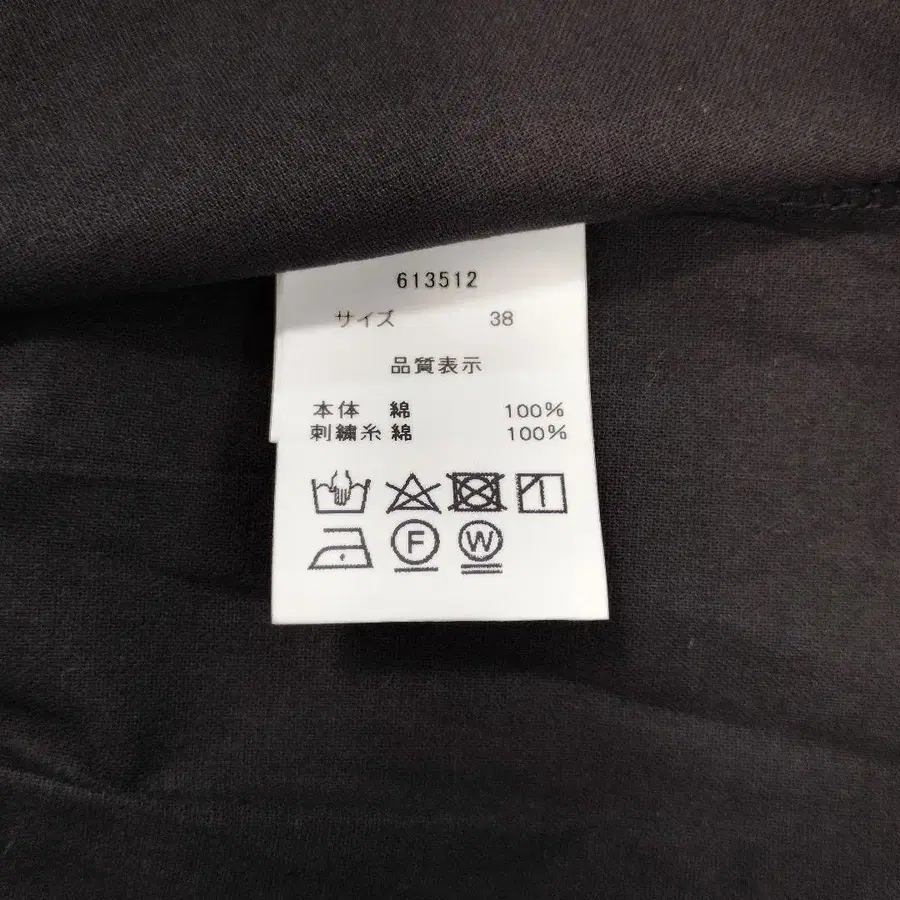 613512
サイズ 38
品質表示
本体 綿 100%
刺繍糸 綿 100%
F W